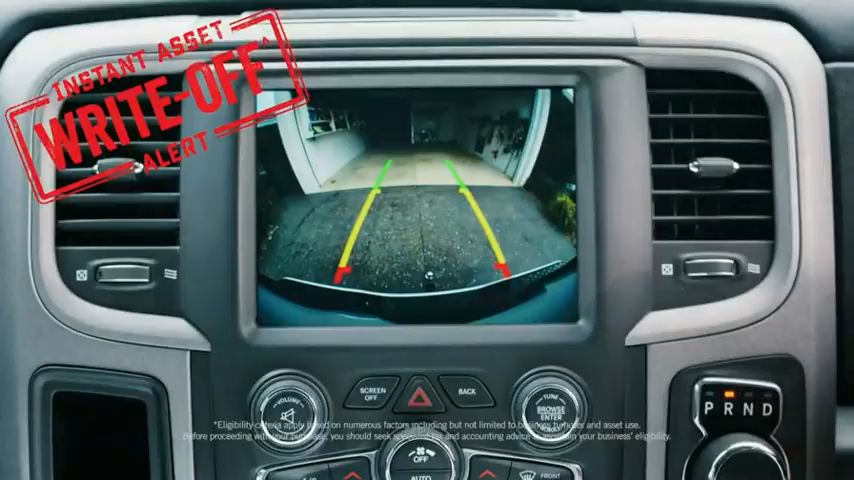 INSTANT ASSET
WRITE-OFF^
ALERT
VOLUME
SCREEN OFF
BACK
TUNE
BROWSE
ENTER
SCROLL
P R N D
*Eligibility criteria apply based on numerous factors including but not limited to business turnover and asset use.
Before proceeding with your purchase, you should seek specialist tax and accounting advice as to your business' eligibility.
OFF
AUTO
FRONT